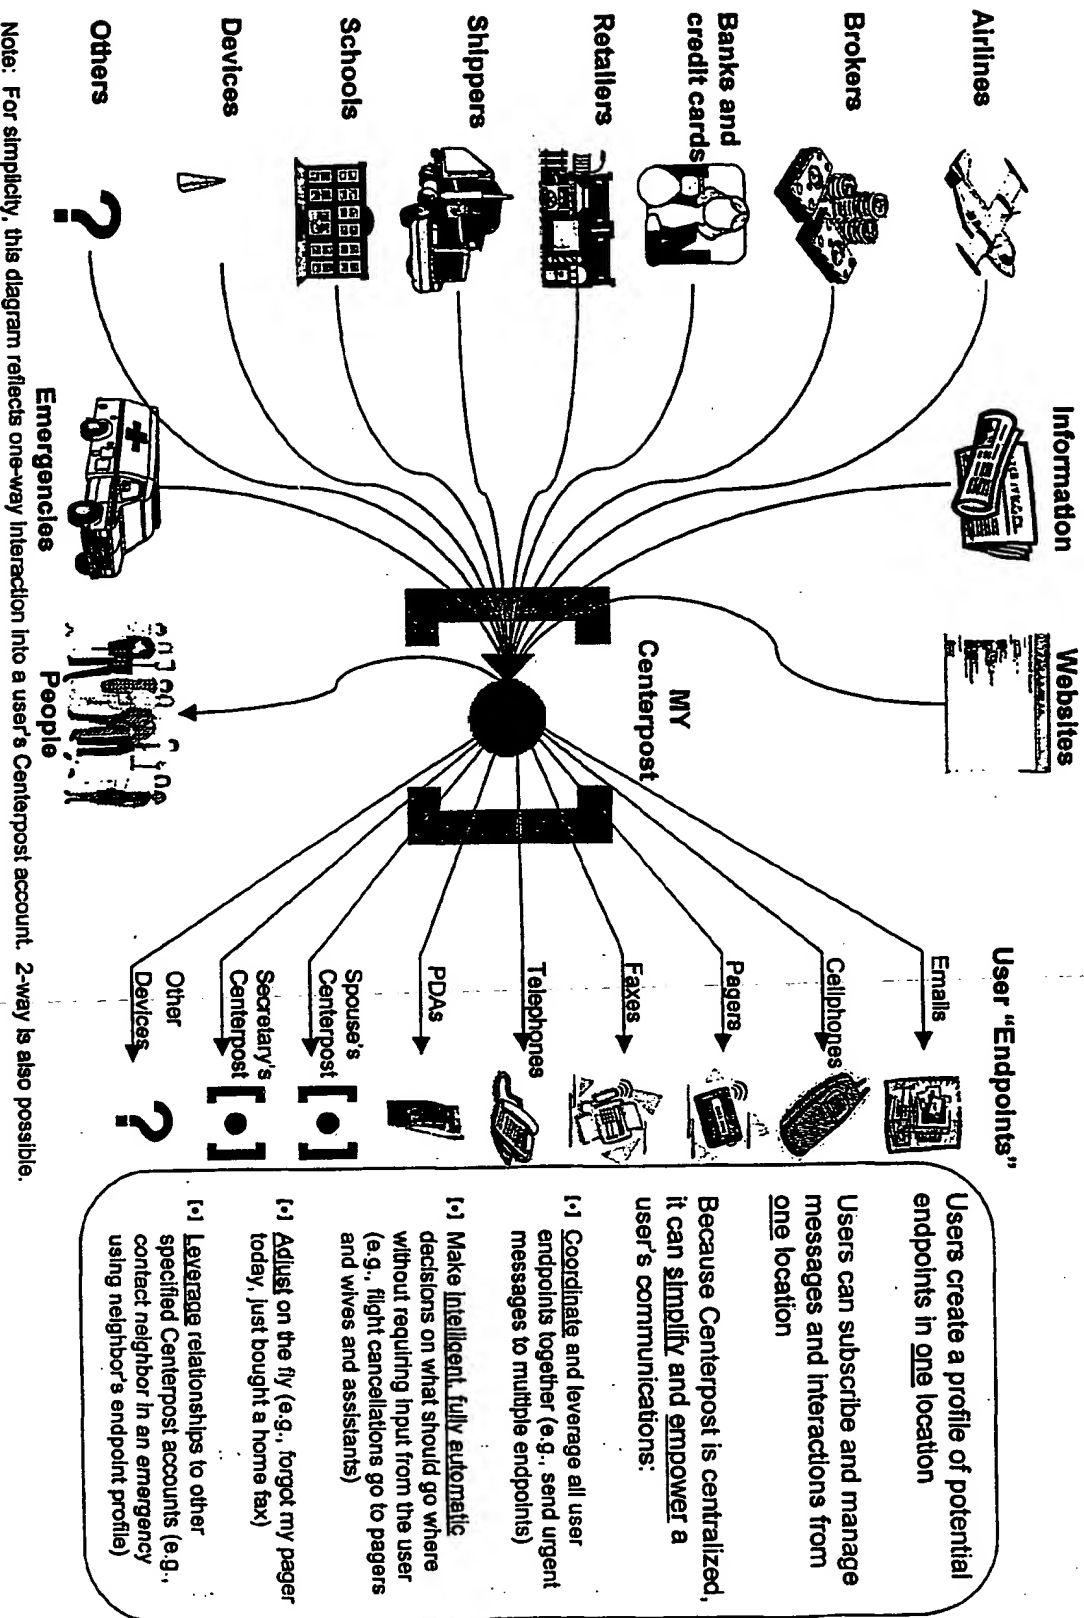 Information
Websites
User "Endpoints"
Airlines
Brokers
Banks and
credit cards
Retailers
Shippers
Schools
Devices
Others
Emergencies
People
MY
Centerpost
Emails
Cellphones
Pagers
Faxes
Telephones
PDAs
Spouse's
Centerpost
Secretary's
Centerpost
Other
Devices
Users create a profile of potential
endpoints in one location
Users can subscribe and manage
messages and interactions from
one location
Because Centerpost is centralized,
it can simplify and empower a
user's communications:
[•] Coordinate and leverage all user
endpoints together (e.g., send urgent
messages to multiple endpoints)
[•] Make intelligent, fully automatic
decisions on what should go where
without requiring input from the user
(e.g., flight cancellations go to pagers
and wives and assistants)
[•] Adjust on the fly (e.g., forgot my pager
today, just bought a home fax)
[•] Leverage relationships to other
specified Centerpost accounts (e.g.,
contact neighbor in an emergency
using neighbor's endpoint profile)
Note: For simplicity, this diagram reflects one-way interaction into a user's Centerpost account. 2-way is also possible.